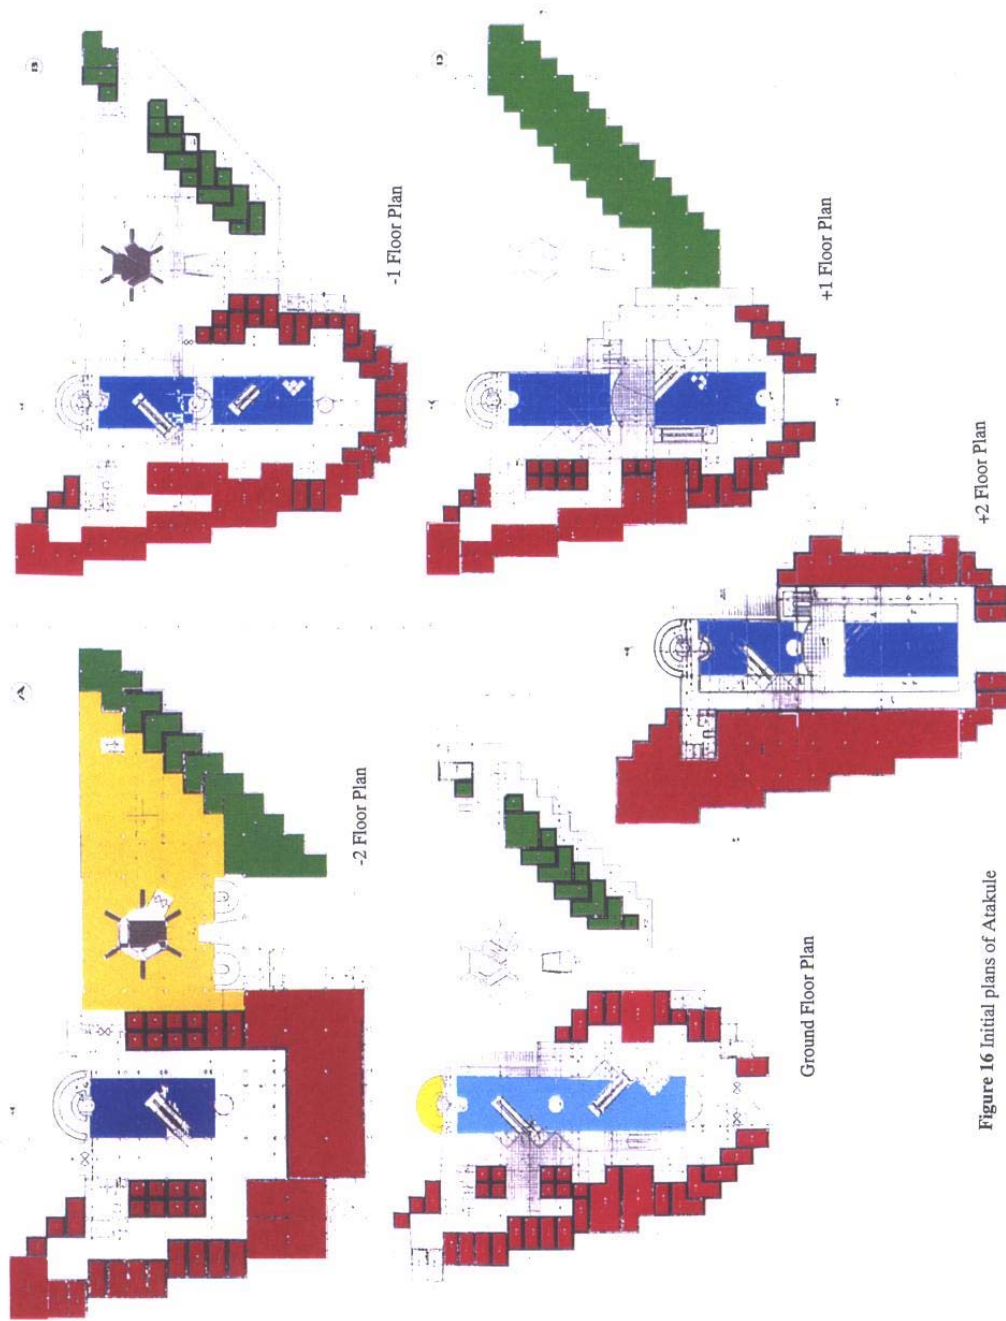 A
-2 Floor Plan
B
-1 Floor Plan
Ground Floor Plan
D
+1 Floor Plan
+2 Floor Plan
Figure 16 Initial plans of Atakule